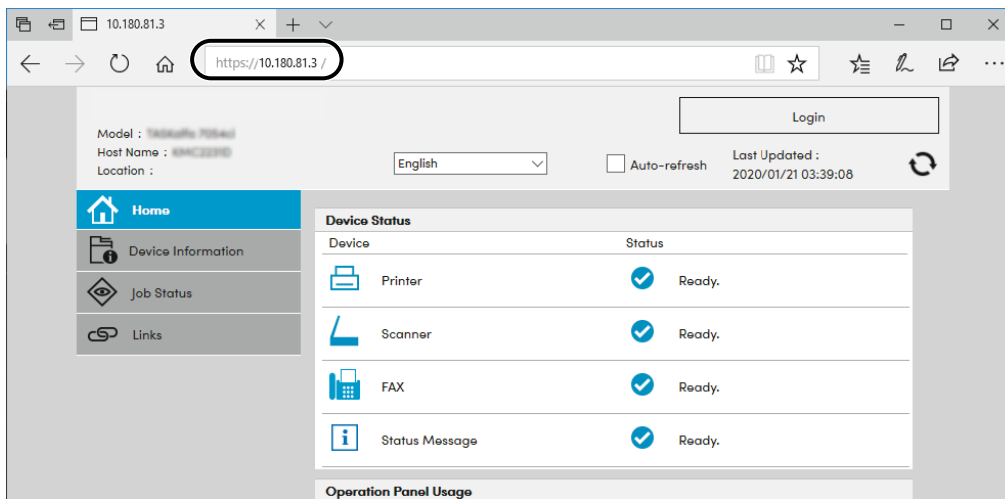 10.180.81.3
https://10.180.81.3 /
Login
Model :
Host Name :
Location :
English
Auto-refresh
Last Updated :
2020/01/21 03:39:08
Home
Device Information
Job Status
Links
Device Status
Device Status
Printer Ready.
Scanner Ready.
FAX Ready.
Status Message Ready.
Operation Panel Usage